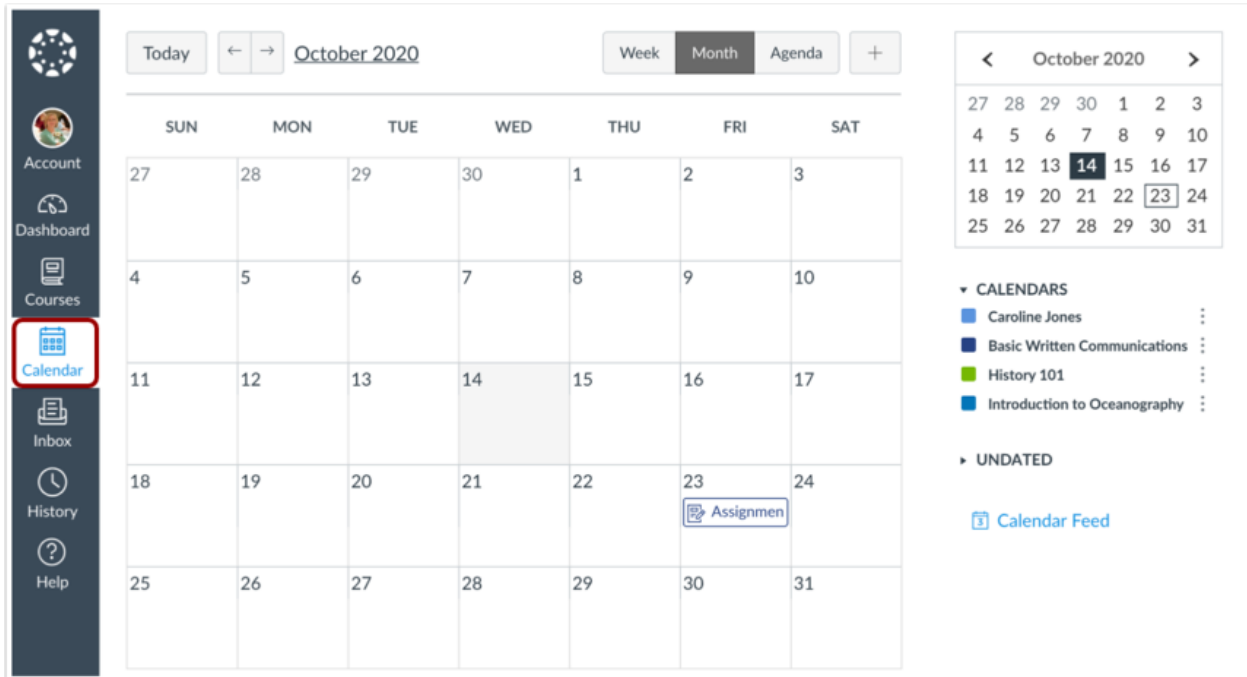 Account
Dashboard
Courses
Calendar
Inbox
History
Help
Today ← → October 2020
Week Month Agenda +
SUN MON TUE WED THU FRI SAT
27 28 29 30 1 2 3
4 5 6 7 8 9 10
11 12 13 14 15 16 17
18 19 20 21 22 23 24
Assignmen
25 26 27 28 29 30 31
< October 2020 >
27 28 29 30 1 2 3
4 5 6 7 8 9 10
11 12 13 14 15 16 17
18 19 20 21 22 23 24
25 26 27 28 29 30 31
CALENDARS
Caroline Jones
Basic Written Communications
History 101
Introduction to Oceanography
UNDATED
3 Calendar Feed